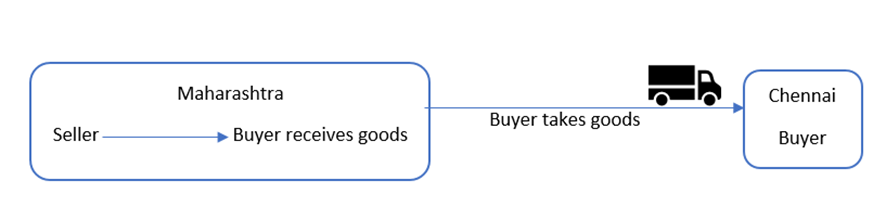 Maharashtra
Seller
Buyer receives goods
Buyer takes goods
Chennai
Buyer